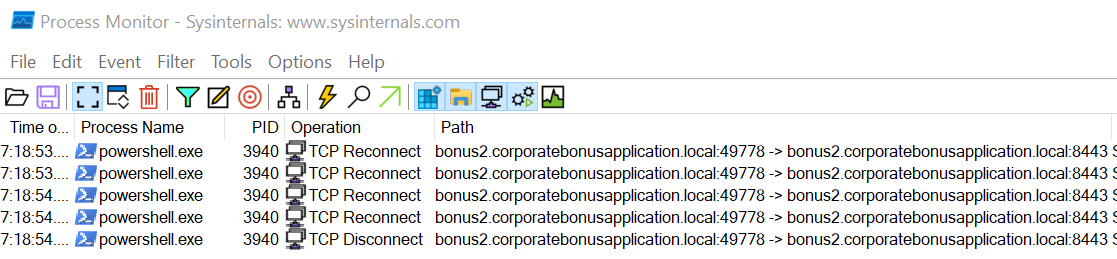 Process Monitor - Sysinternals: www.sysinternals.com
File Edit Event Filter Tools Options Help
Time o... Process Name PID Operation Path
7:18:53.... powershell.exe 3940 TCP Reconnect bonus2.corporatebonusapplication.local:49778 -> bonus2.corporatebonusapplication.local:8443 S
7:18:53.... powershell.exe 3940 TCP Reconnect bonus2.corporatebonusapplication.local:49778 -> bonus2.corporatebonusapplication.local:8443 S
7:18:54.... powershell.exe 3940 TCP Reconnect bonus2.corporatebonusapplication.local:49778 -> bonus2.corporatebonusapplication.local:8443 S
7:18:54.... powershell.exe 3940 TCP Reconnect bonus2.corporatebonusapplication.local:49778 -> bonus2.corporatebonusapplication.local:8443 S
7:18:54.... powershell.exe 3940 TCP Disconnect bonus2.corporatebonusapplication.local:49778 -> bonus2.corporatebonusapplication.local:8443 S